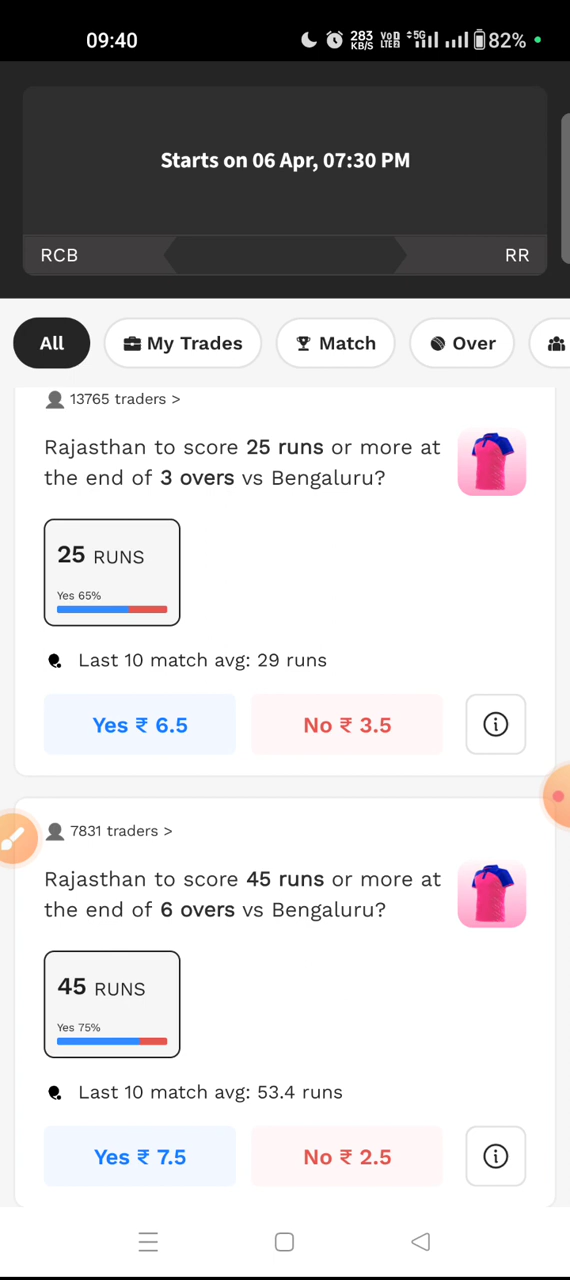 09:40
283 KB/S VoD LTE 5G 82%
Starts on 06 Apr, 07:30 PM
RCB RR
All My Trades Match Over
13765 traders >
Rajasthan to score 25 runs or more at
the end of 3 overs vs Bengaluru?
25 RUNS
Yes 65%
Last 10 match avg: 29 runs
Yes ₹ 6.5 No ₹ 3.5
7831 traders >
Rajasthan to score 45 runs or more at
the end of 6 overs vs Bengaluru?
45 RUNS
Yes 75%
Last 10 match avg: 53.4 runs
Yes ₹ 7.5 No ₹ 2.5